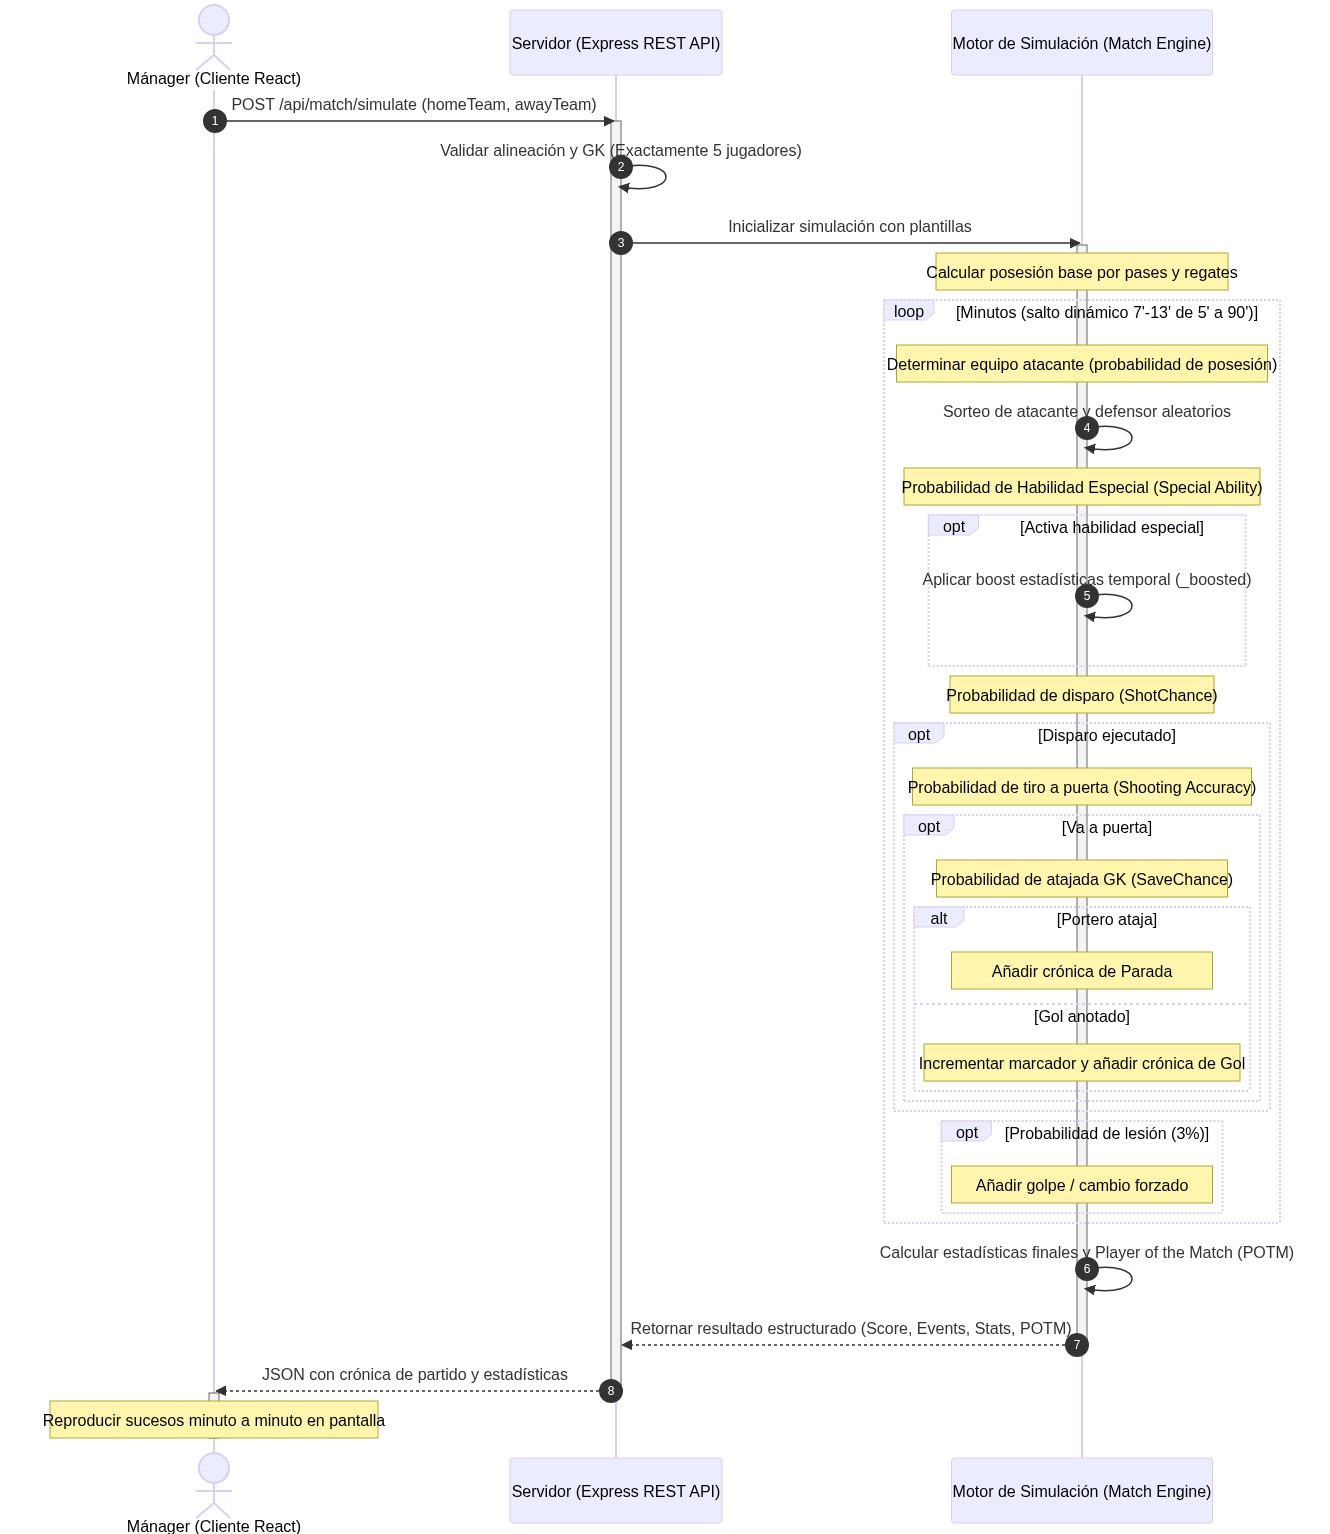 Mánager (Cliente React)
Servidor (Express REST API)
Motor de Simulación (Match Engine)
POST /api/match/simulate (homeTeam, awayTeam)
1
Validar alineación y GK (Exactamente 5 jugadores)
2
Inicializar simulación con plantillas
3
Calcular posesión base por pases y regates
loop
[Minutos (salto dinámico 7'-13' de 5' a 90')]
Determinar equipo atacante (probabilidad de posesión)
Sorteo de atacante y defensor aleatorios
4
Probabilidad de Habilidad Especial (Special Ability)
opt
[Activa habilidad especial]
Aplicar boost estadísticas temporal (_boosted)
5
Probabilidad de disparo (ShotChance)
opt
[Disparo ejecutado]
Probabilidad de tiro a puerta (Shooting Accuracy)
opt
[Va a puerta]
Probabilidad de atajada GK (SaveChance)
alt
[Portero ataja]
Añadir crónica de Parada
[Gol anotado]
Incrementar marcador y añadir crónica de Gol
opt
[Probabilidad de lesión (3%)]
Añadir golpe / cambio forzado
Calcular estadísticas finales y Player of the Match (POTM)
6
Retornar resultado estructurado (Score, Events, Stats, POTM)
7
JSON con crónica de partido y estadísticas
8
Reproducir sucesos minuto a minuto en pantalla
Mánager (Cliente React)
Servidor (Express REST API)
Motor de Simulación (Match Engine)